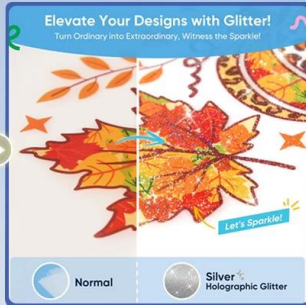 Elevate Your Designs with Glitter!
Turn Ordinary into Extraordinary, Witness the Sparkle!
Let's Sparkle!
Normal
Silver
Holographic Glitter